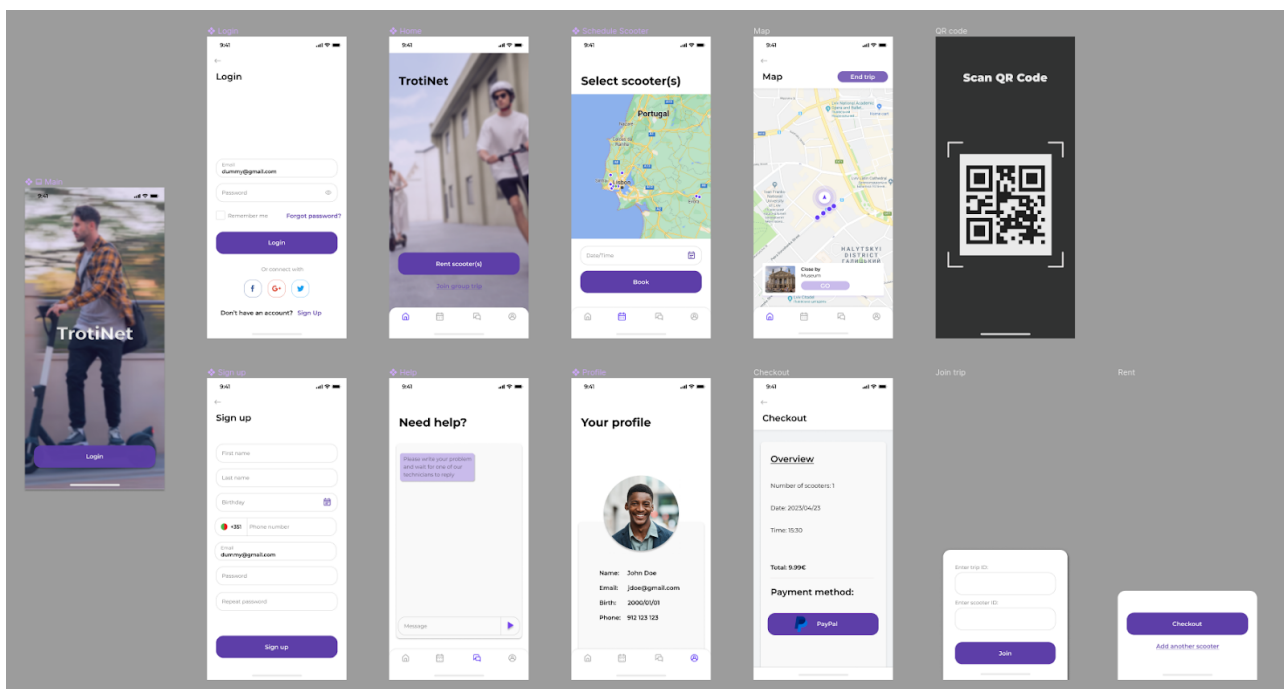 Main
9:41
TrotiNet
Login
Login
9:41
Login
Email
dummy@gmail.com
Password
Remember me Forgot password?
Login
Or connect with
f G+
Don't have an account? Sign Up
Home
9:41
TrotiNet
Rent scooter(s)
Join group trip
Schedule Scooter
9:41
Select scooter(s)
Portugal
Lisbon
Date/Time
Book
Map
9:41
Map End trip
HALYTSKYI
DISTRICT
Close by
Museum
GO
QR code
Scan QR Code
Sign up
9:41
Sign up
First name
Last name
Birthday
+351 Phone number
Email
dummy@gmail.com
Password
Repeat password
Sign up
Help
9:41
Need help?
Please write your problem
and wait for one of our
technicians to reply
Message
Profile
9:41
Your profile
Name: John Doe
Email: jdoe@gmail.com
Birth: 2000/01/01
Phone: 912 123 123
Checkout
9:41
Checkout
Overview
Number of scooters: 1
Date: 2023/04/23
Time: 15:30
Total: 9.99€
Payment method:
PayPal
Join trip
Enter trip ID:
Enter scooter ID:
Join
Rent
Checkout
Add another scooter